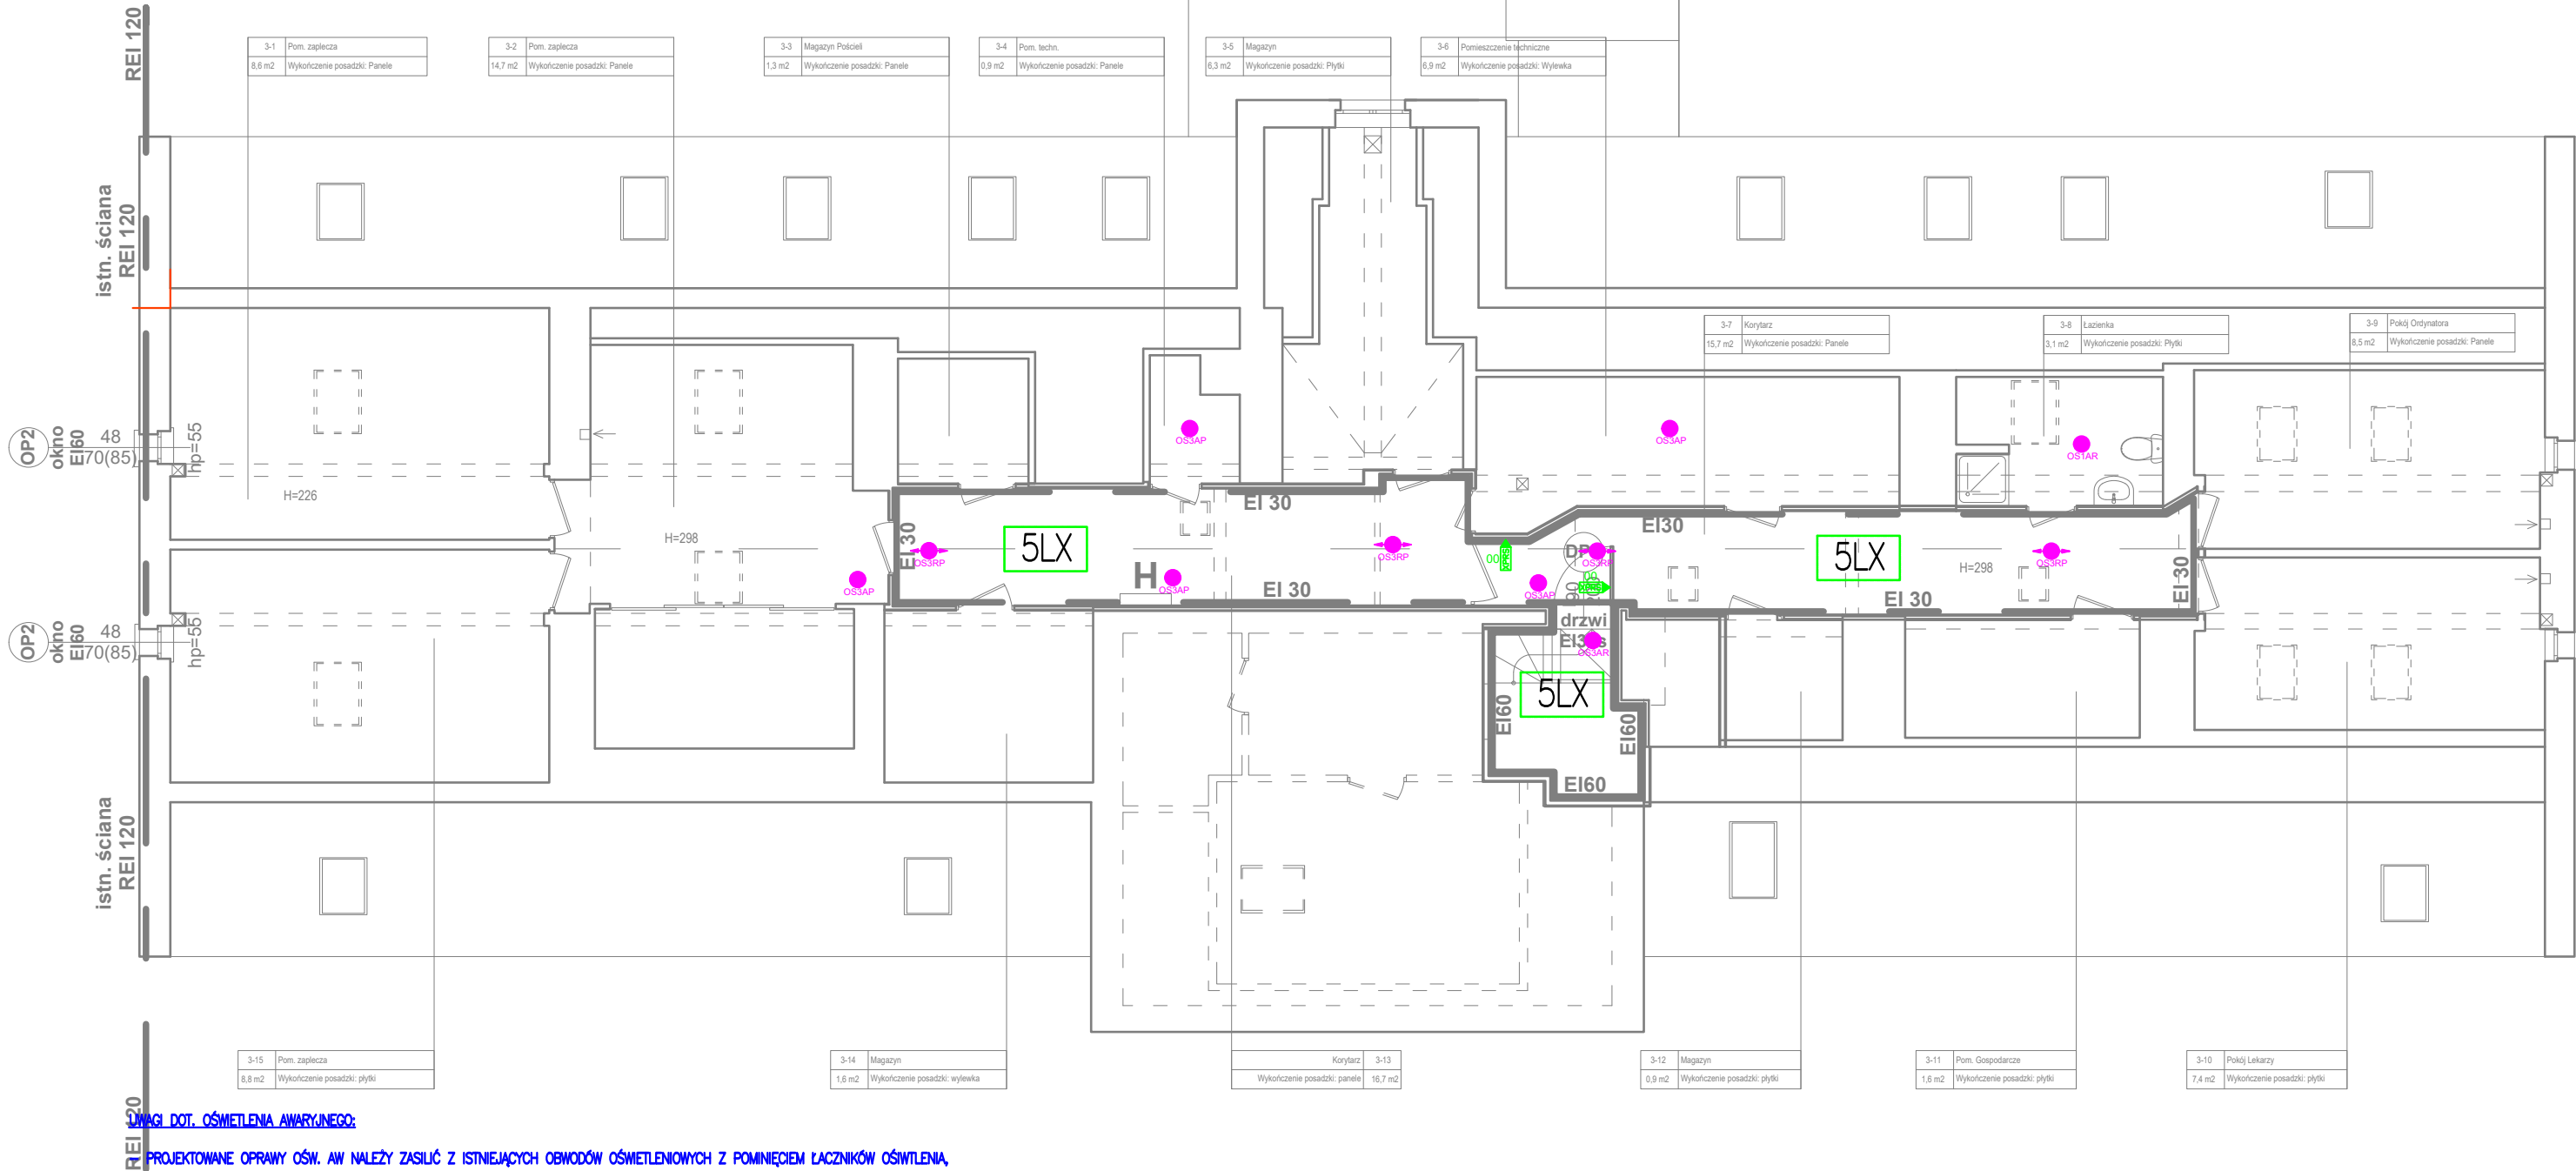 REI 120
3-1 Pom. zaplecza
8,6 m2 Wykończenie posadzki: Panele
3-2 Pom. zaplecza
14,7 m2 Wykończenie posadzki: Panele
3-3 Magazyn Pościeli
1,3 m2 Wykończenie posadzki: Panele
3-4 Pom. techn.
0,9 m2 Wykończenie posadzki: Panele
3-5 Magazyn
6,3 m2 Wykończenie posadzki: Płytki
3-6 Pomieszczenie techniczne
6,9 m2 Wykończenie posadzki: Wylewka
istn. ściana
REI 120
3-7 Korytarz
15,7 m2 Wykończenie posadzki: Panele
3-8 Łazienka
3,1 m2 Wykończenie posadzki: Płytki
3-9 Pokój Ordynatora
8,5 m2 Wykończenie posadzki: Panele
OP2
okno
EI60
48
70(85)
hp=55
H=226
H=298
OS3AP
OS3AP
OS1AR
EI 30
EI 30
EI30
5LX
OS3RP
OS3AP
H
OS3AP
OS3RP
EI 30
OS3RP
OS3AP
5LX
H=298
OS3RP
EI 30
EI 30
drzwi
OS3AR
5LX
EI60
EI60
EI60
OP2
okno
EI60
48
70(85)
hp=55
istn. ściana
REI 120
3-15 Pom. zaplecza
8,8 m2 Wykończenie posadzki: płytki
3-14 Magazyn
1,6 m2 Wykończenie posadzki: wylewka
Korytarz 3-13
Wykończenie posadzki: panele 16,7 m2
3-12 Magazyn
0,9 m2 Wykończenie posadzki: płytki
3-11 Pom. Gospodarcze
1,6 m2 Wykończenie posadzki: płytki
3-10 Pokój Lekarzy
7,4 m2 Wykończenie posadzki: płytki
REI 120
UWAGI DOT. OŚWIETLENIA AWARYJNEGO:
- PROJEKTOWANE OPRAWY OŚW. AW NALEŻY ZASILIĆ Z ISTNIEJĄCYCH OBWODÓW OŚWIETLENIOWYCH Z POMINIĘCIEM ŁACZNIKÓW OŚIWTLENIA,